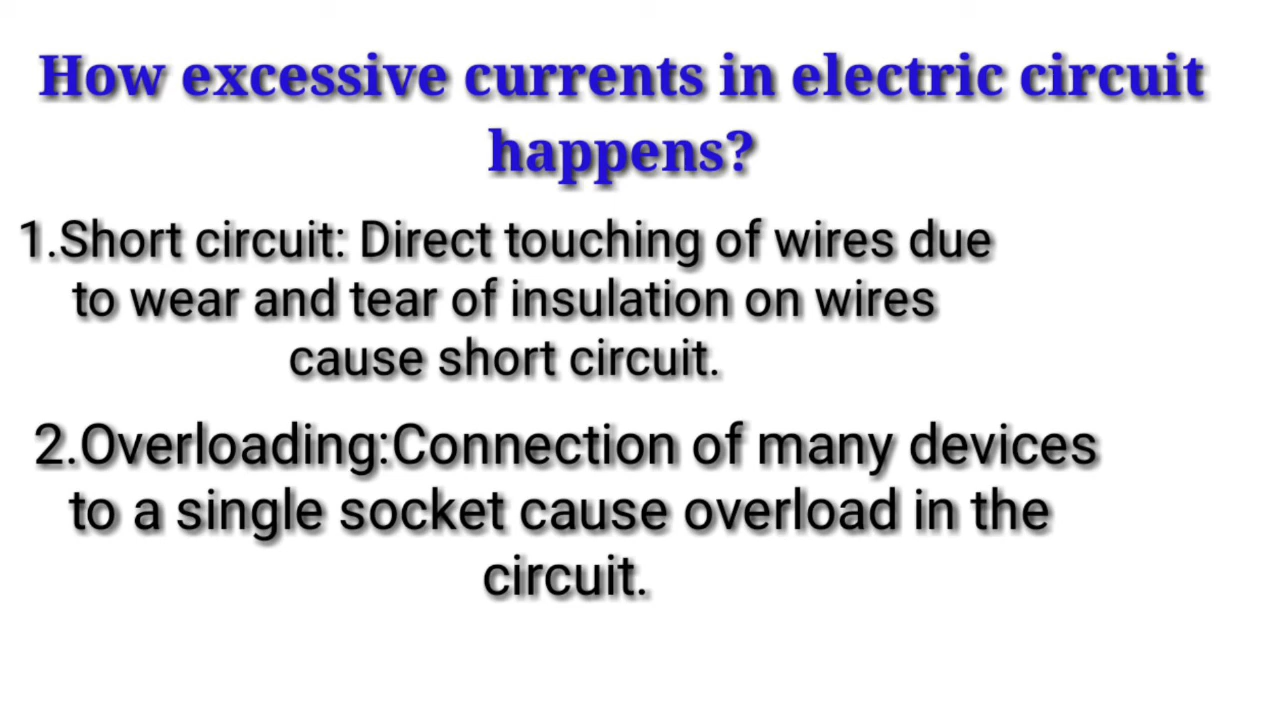 How excessive currents in electric circuit
happens?
1.Short circuit: Direct touching of wires due
to wear and tear of insulation on wires
cause short circuit.
2.Overloading:Connection of many devices
to a single socket cause overload in the
circuit.